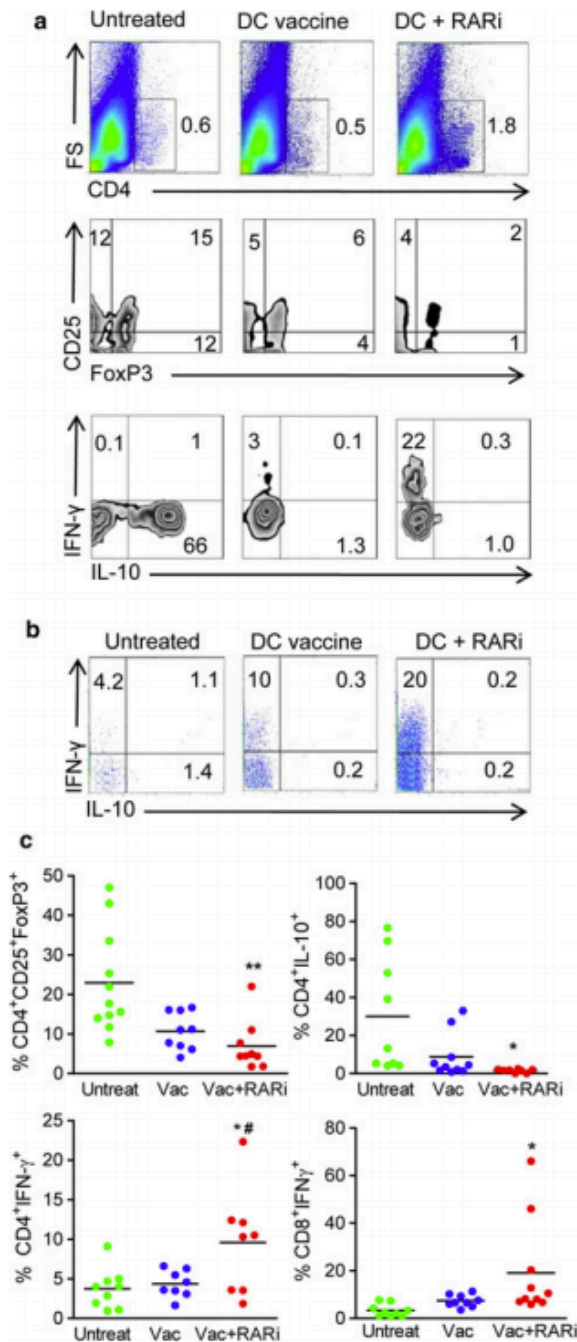 a
Untreated DC vaccine DC + RARi
FS
0.6 0.5 1.8
CD4
CD25
12 15 5 6 4 2
12 4 1
FoxP3
IFN-γ
0.1 1 3 0.1 22 0.3
66 1.3 1.0
IL-10
b
Untreated DC vaccine DC + RARi
IFN-γ
4.2 1.1 10 0.3 20 0.2
1.4 0.2 0.2
IL-10
c
% CD4⁺CD25⁺FoxP3⁺
50
40
30
20
10
0
**
Untreat Vac Vac+RARi
% CD4⁺IL-10⁺
100
80
60
40
20
0
*
Untreat Vac Vac+RARi
% CD4⁺IFN-γ⁺
25
20
15
10
5
0
*#
Untreat Vac Vac+RARi
% CD8⁺IFNγ⁺
80
60
40
20
0
*
Untreat Vac Vac+RARi